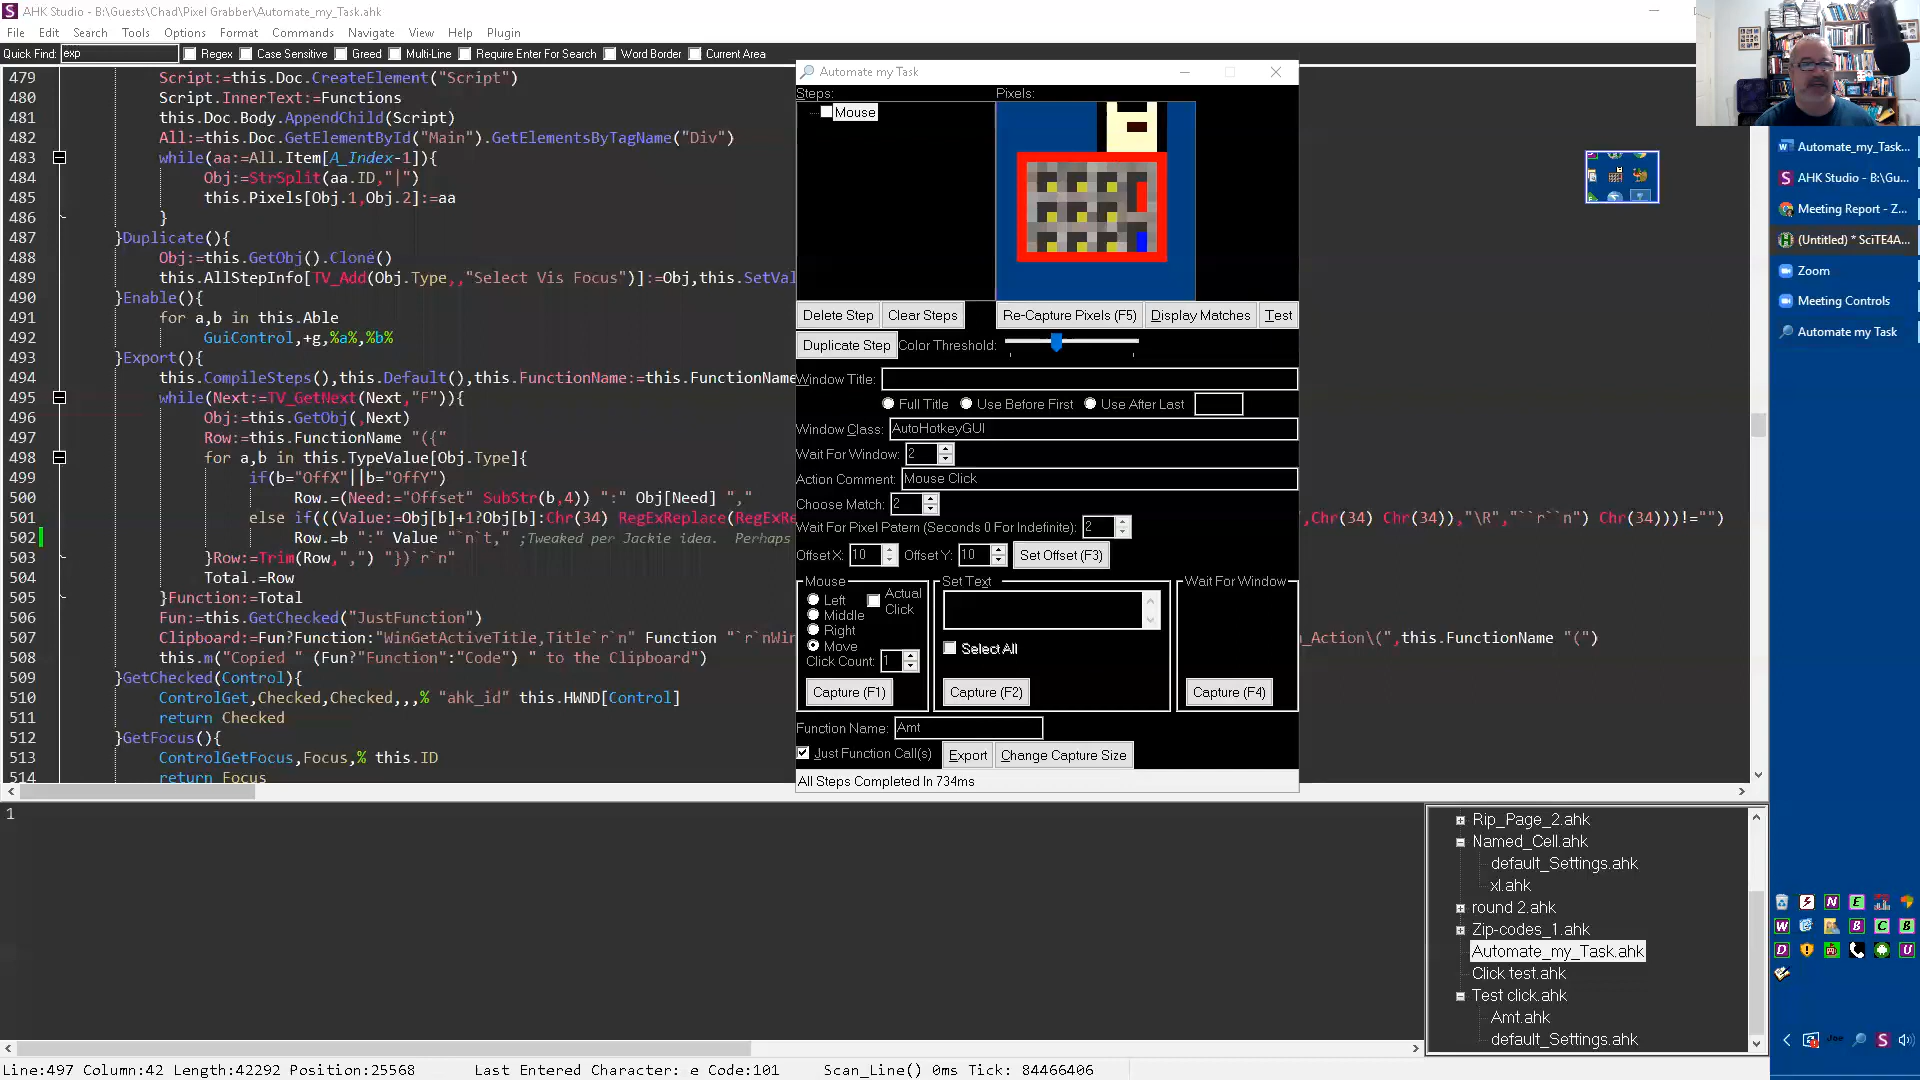 AHK Studio - B:\Guests\Chad\Pixel Grabber\Automate_my_Task.ahk
File Edit Search Tools Options Format Commands Navigate View Help Plugin
Quick Find: exp Regex Case Sensitive Greed Multi-Line Require Enter For Search Word Border Current Area
479 Script:=this.Doc.CreateElement("Script")
480 Script.InnerText:=Functions
481 this.Doc.Body.AppendChild(Script)
482 All:=this.Doc.GetElementById("Main").GetElementsByTagName("Div")
483 while(aa:=All.Item[A_Index-1]){
484 Obj:=StrSplit(aa.ID,"|")
485 this.Pixels[Obj.1,Obj.2]:=aa
486 }
487 }Duplicate(){
488 Obj:=this.GetObj().Clone()
489 this.AllStepInfo[TV_Add(Obj.Type,,"Select Vis Focus")]:=Obj,this.SetVal
490 }Enable(){
491 for a,b in this.Able
492 GuiControl,+g,%a%,%b%
493 }Export(){
494 this.CompileSteps(),this.Default(),this.FunctionName:=this.FunctionName
495 while(Next:=TV_GetNext(Next,"F")){
496 Obj:=this.GetObj(,Next)
497 Row:=this.FunctionName "({"
498 for a,b in this.TypeValue[Obj.Type]{
499 if(b="OffX"||b="OffY")
500 Row.=(Need:="Offset" SubStr(b,4)) ":" Obj[Need] ","
501 else if(((Value:=Obj[b]+1?Obj[b]:Chr(34) RegExReplace(RegExRe ,Chr(34) Chr(34)),"\R","``r``n") Chr(34)))!="")
502 Row.=b ":" Value "`n`t," ;Tweaked per Jackie idea. Perhaps
503 }Row:=Trim(Row,",") "})`r`n"
504 Total.=Row
505 }Function:=Total
506 Fun:=this.GetChecked("JustFunction")
507 Clipboard:=Fun?Function:"WinGetActiveTitle,Title`r`n" Function "`r`nWin n_Action\(",this.FunctionName "(")
508 this.m("Copied " (Fun?"Function":"Code") " to the Clipboard")
509 }GetChecked(Control){
510 ControlGet,Checked,Checked,,,% "ahk_id" this.HWND[Control]
511 return Checked
512 }GetFocus(){
513 ControlGetFocus,Focus,% this.ID
514 return Focus
Automate my Task
Steps: Pixels:
Mouse
Delete Step Clear Steps Re-Capture Pixels (F5) Display Matches Test
Duplicate Step Color Threshold:
Window Title:
Full Title Use Before First Use After Last
Window Class: AutoHotkeyGUI
Wait For Window: 2
Action Comment: Mouse Click
Choose Match: 2
Wait For Pixel Patern (Seconds 0 For Indefinite): 2
Offset X: 10 Offset Y: 10 Set Offset (F3)
Mouse Set Text Wait For Window
Left Actual Click
Middle
Right
Move Select All
Click Count: 1
Capture (F1) Capture (F2) Capture (F4)
Function Name: Amt
Just Function Call(s) Export Change Capture Size
All Steps Completed In 734ms
Automate_my_Task...
AHK Studio - B:\Gu...
Meeting Report - Z...
(Untitled) * SciTE4A...
Zoom
Meeting Controls
Automate my Task
1
Rip_Page_2.ahk
Named_Cell.ahk
default_Settings.ahk
xl.ahk
round 2.ahk
Zip-codes_1.ahk
Automate_my_Task.ahk
Click test.ahk
Test click.ahk
Amt.ahk
default_Settings.ahk
Line:497 Column:42 Length:42292 Position:25568 Last Entered Character: e Code:101 Scan_Line() 0ms Tick: 84466406